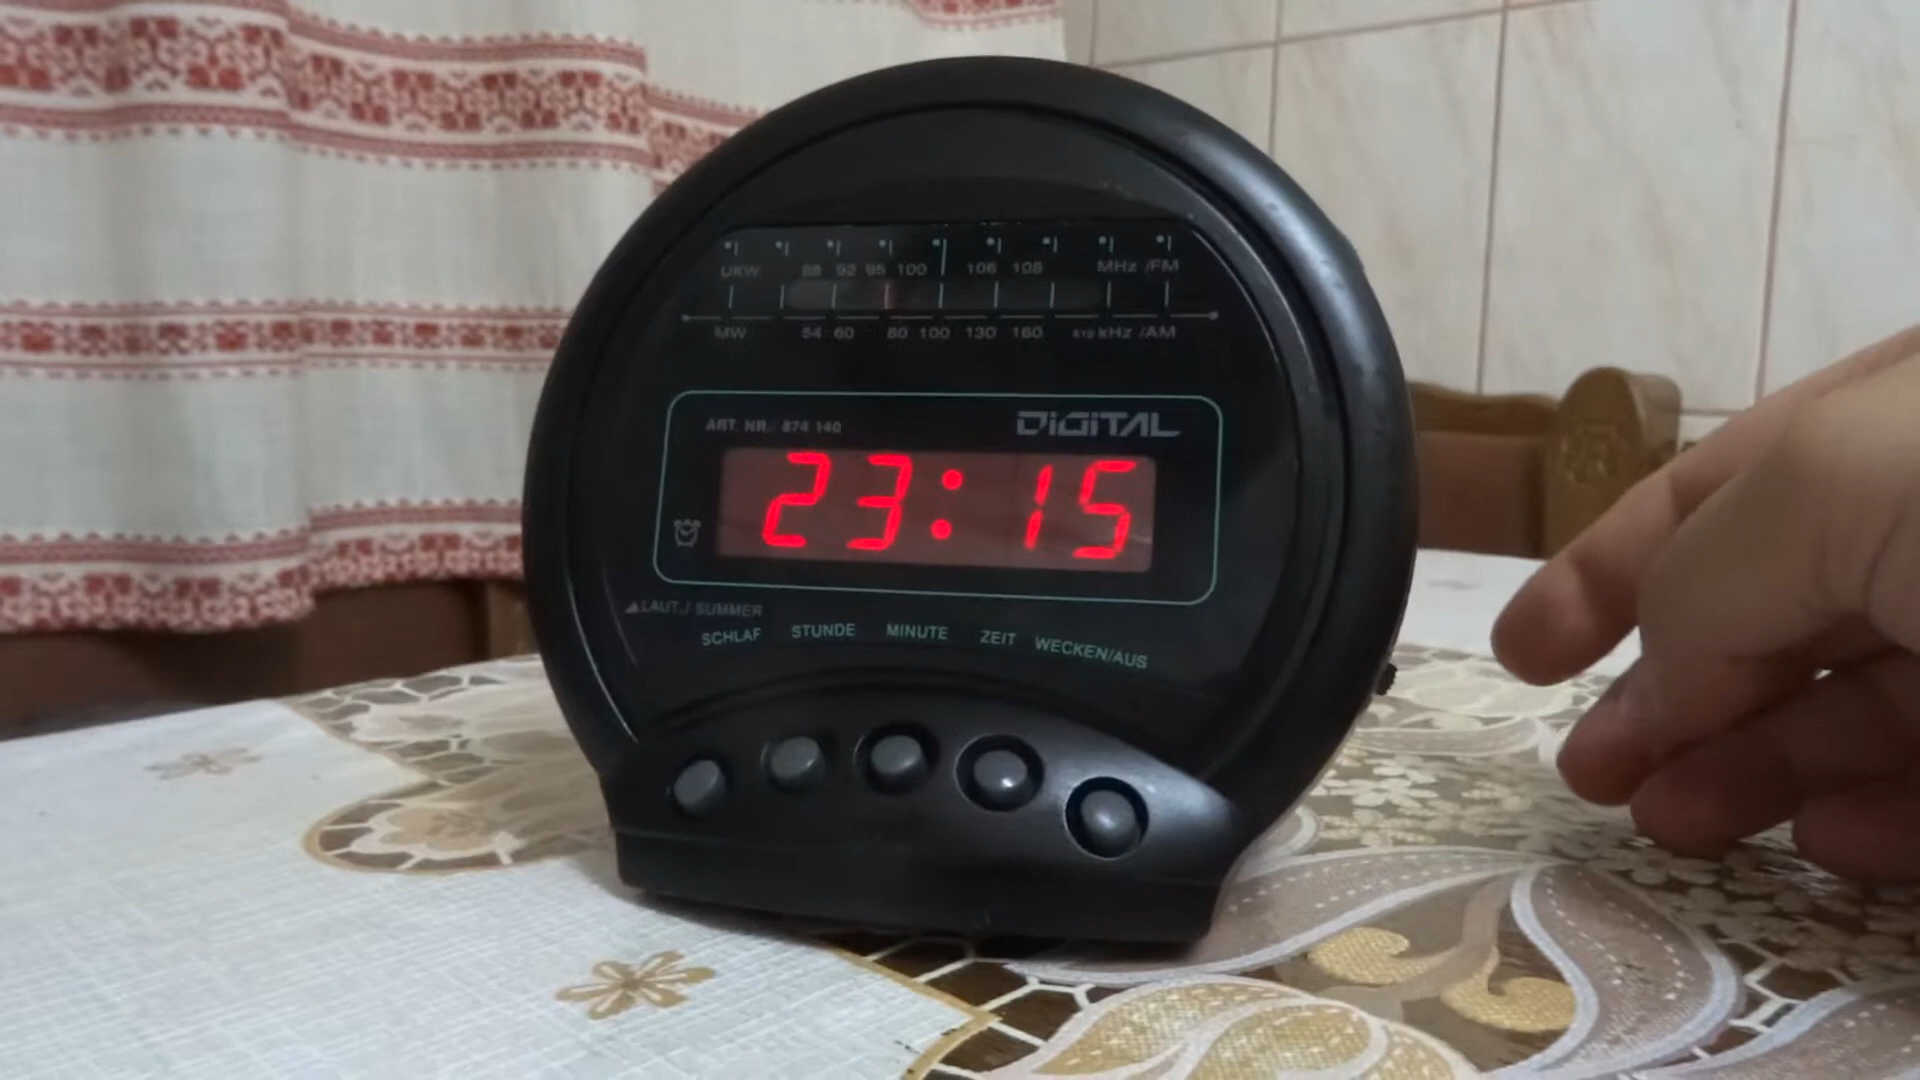 UKW 88 92 95 100 106 108 MHz /FM
MW 54 60 80 100 130 160 kHz /AM
ART. NR. 874 140 DiGiTAL
23:15
LAUT./ SUMMER
SCHLAF STUNDE MINUTE ZEIT WECKEN/AUS